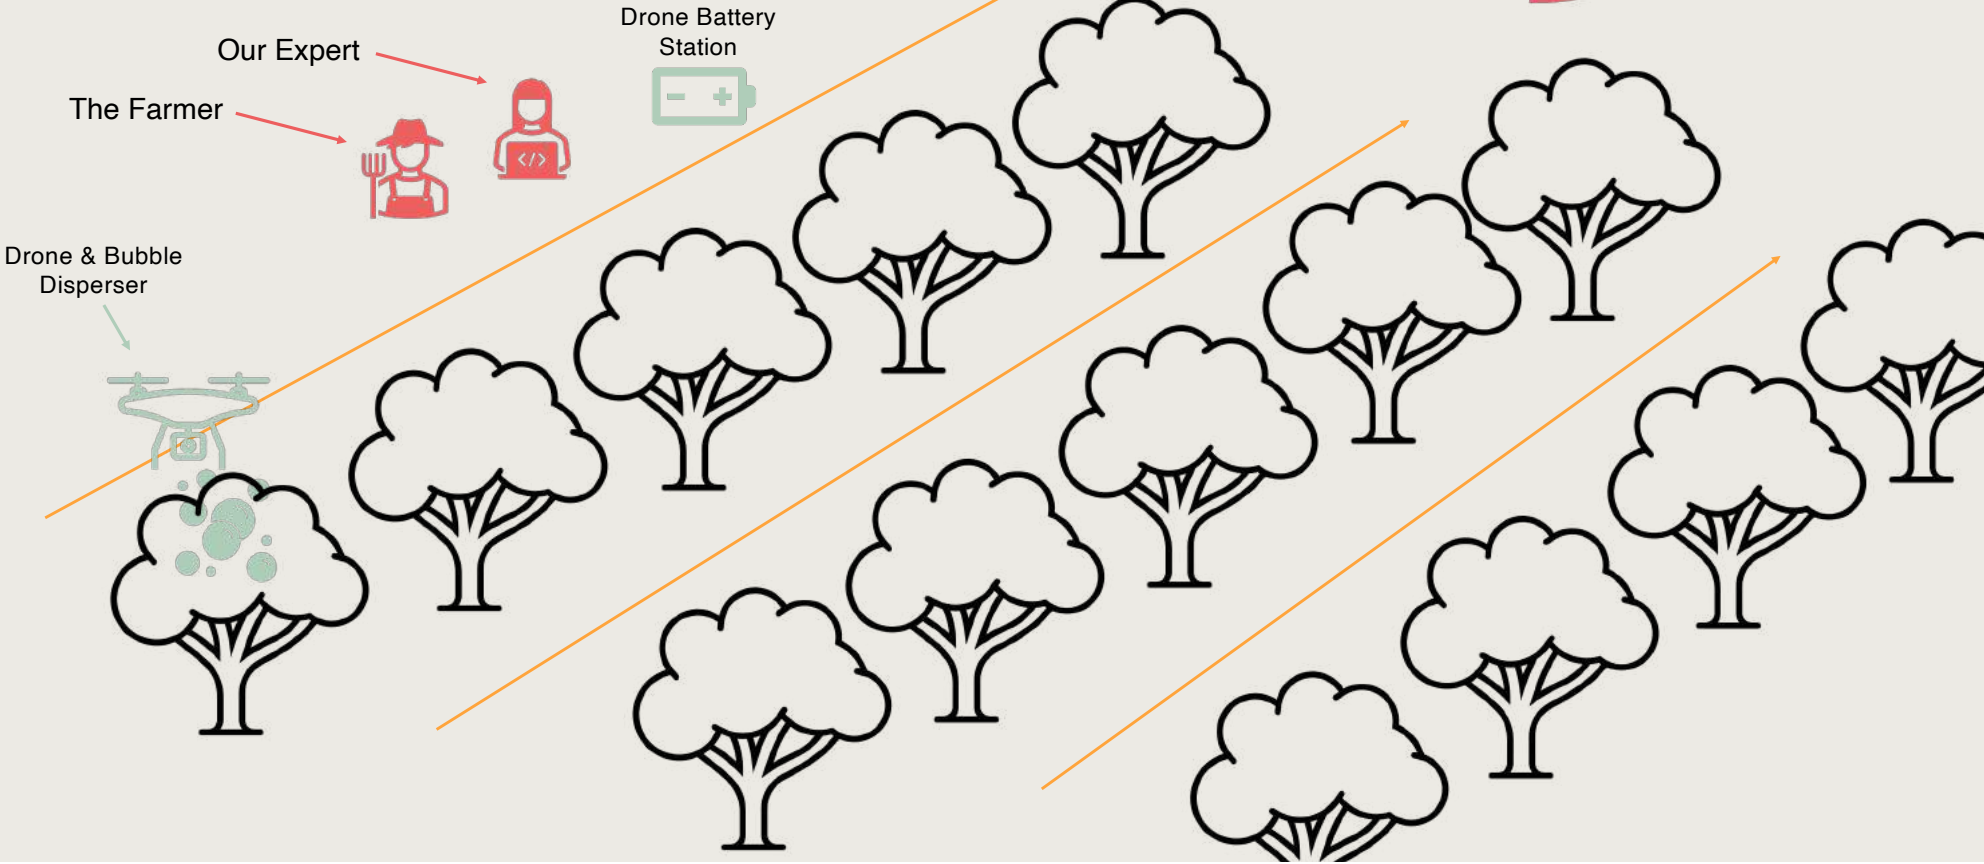 Drone Battery
Station
Our Expert
The Farmer
</>
Drone & Bubble
Disperser